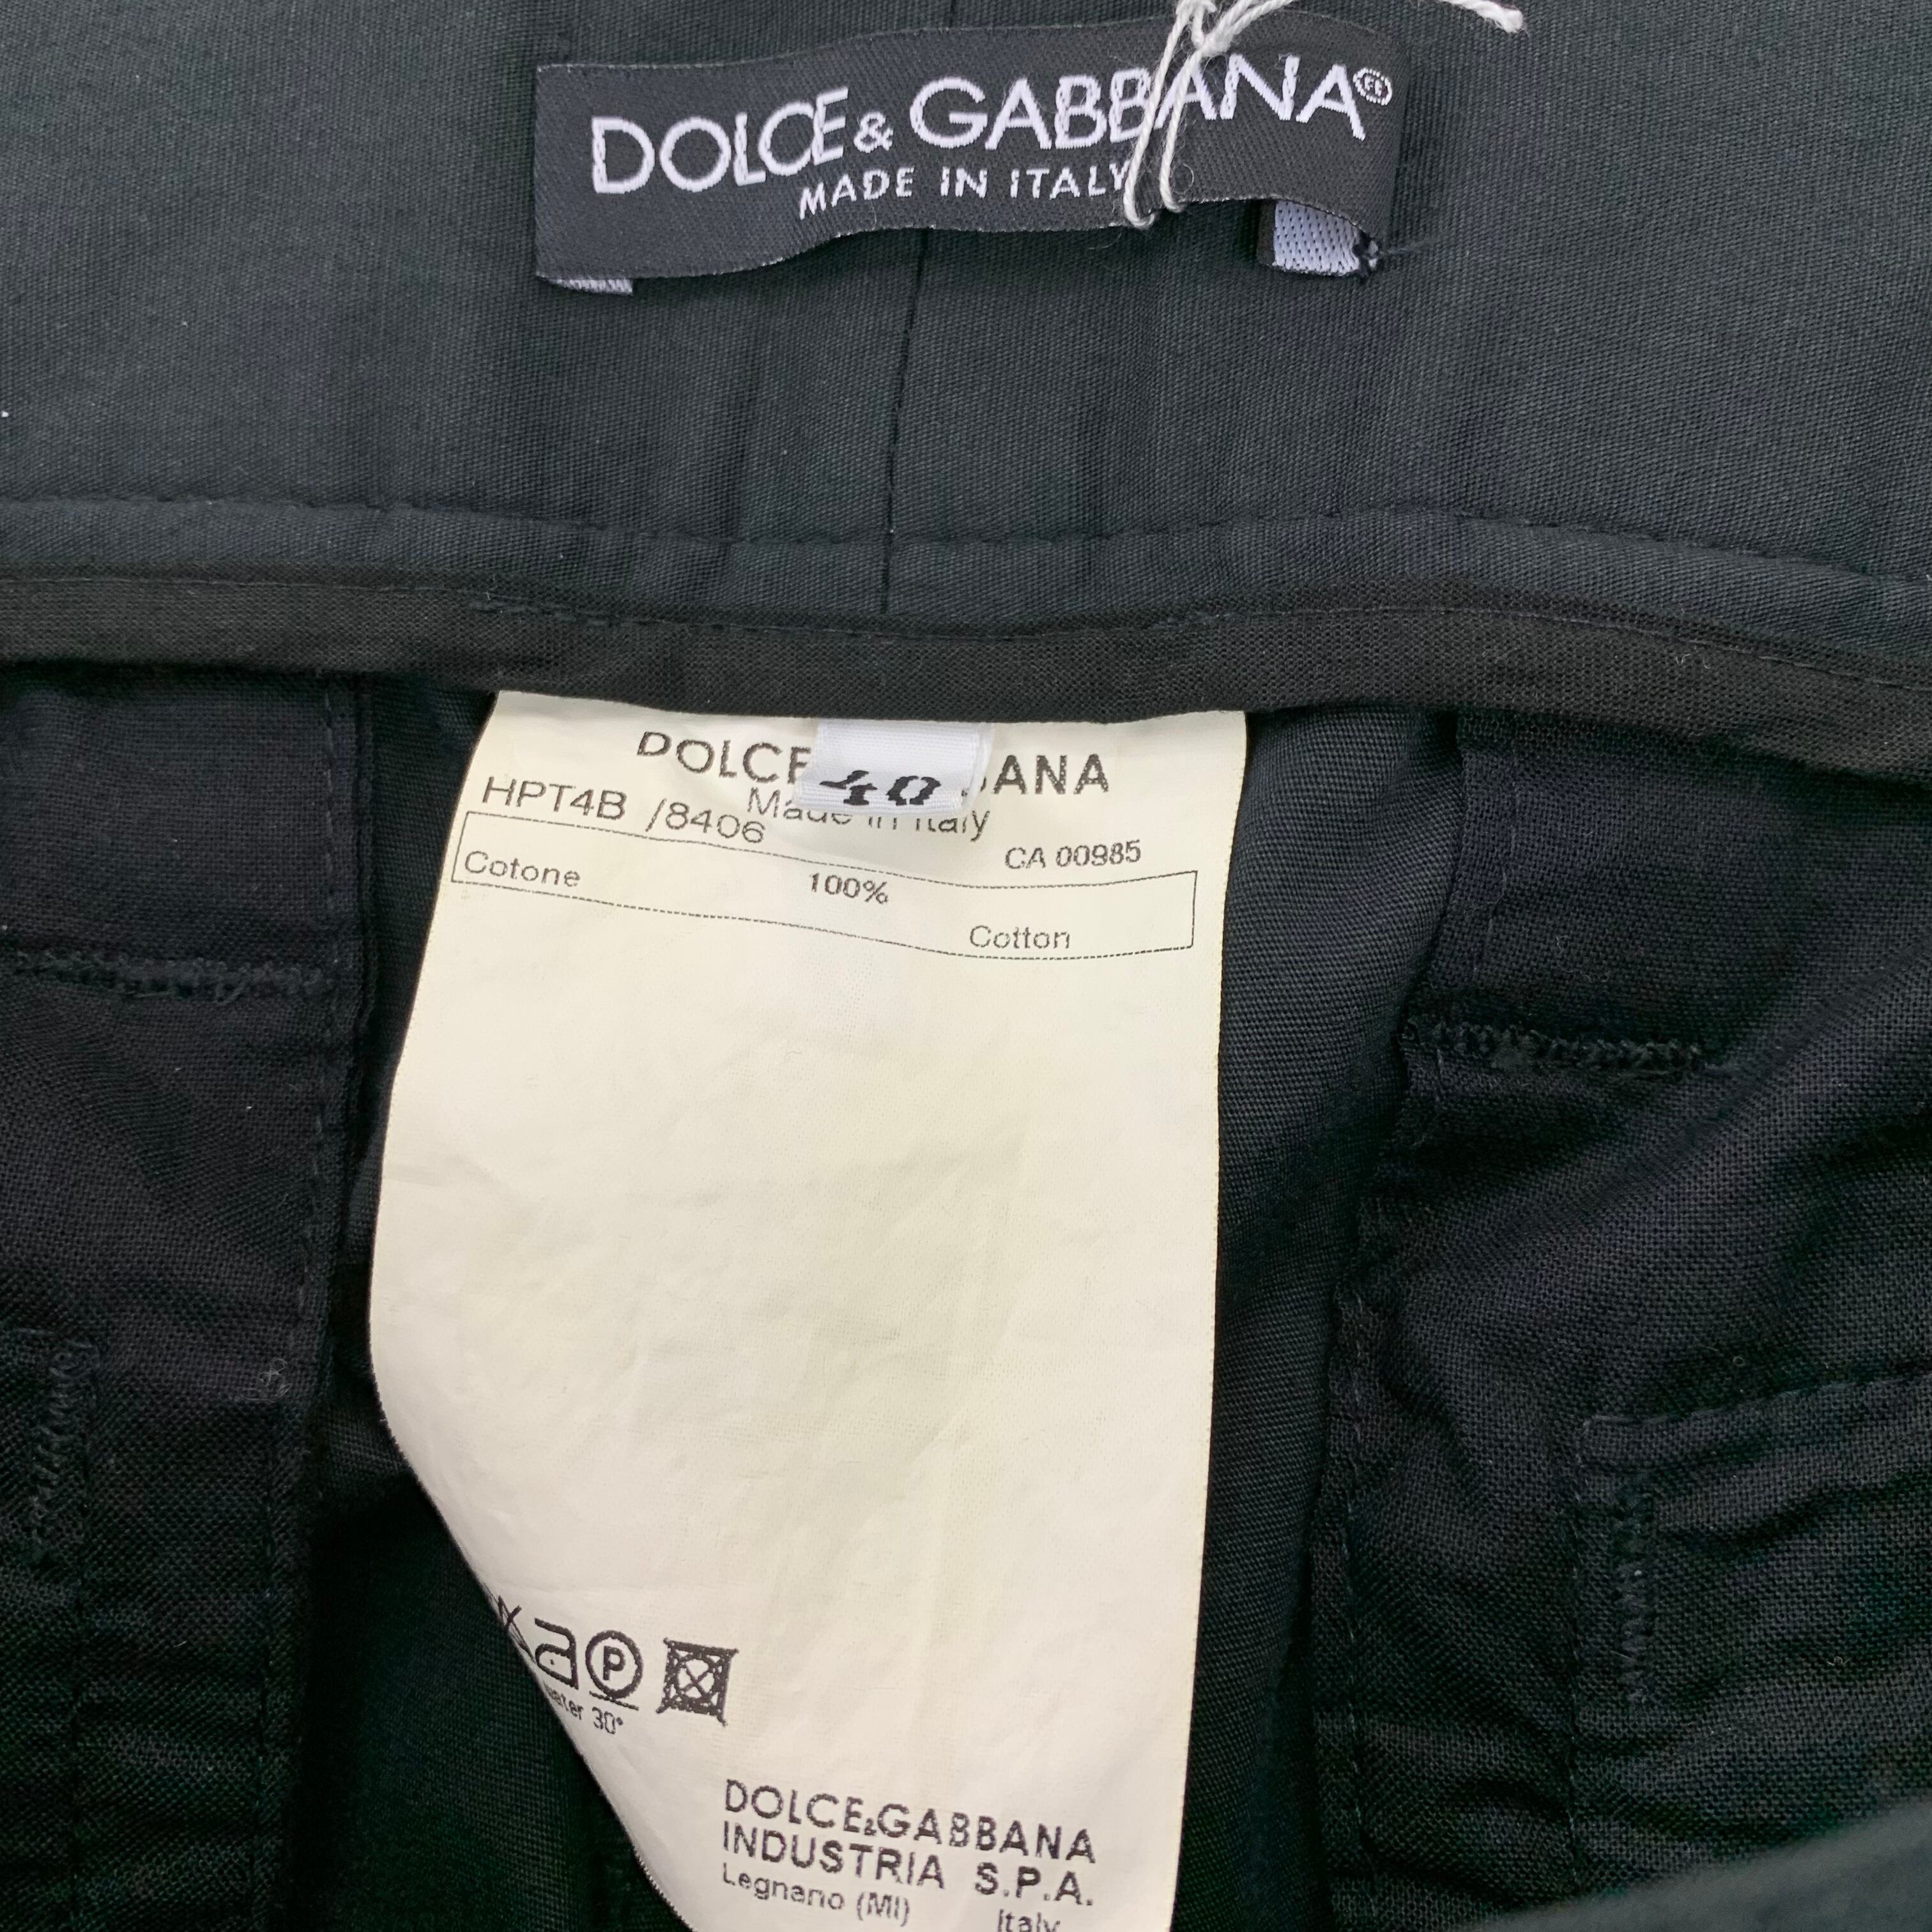 DOLCE & GABBANA
MADE IN ITALY
DOLCE
40
HPT4B /8406
Made in Italy
CA 00985
Cotone 100% Cotton
P
water 30°
DOLCE&GABBANA
INDUSTRIA S.P.A.
Legnano (MI) Italy